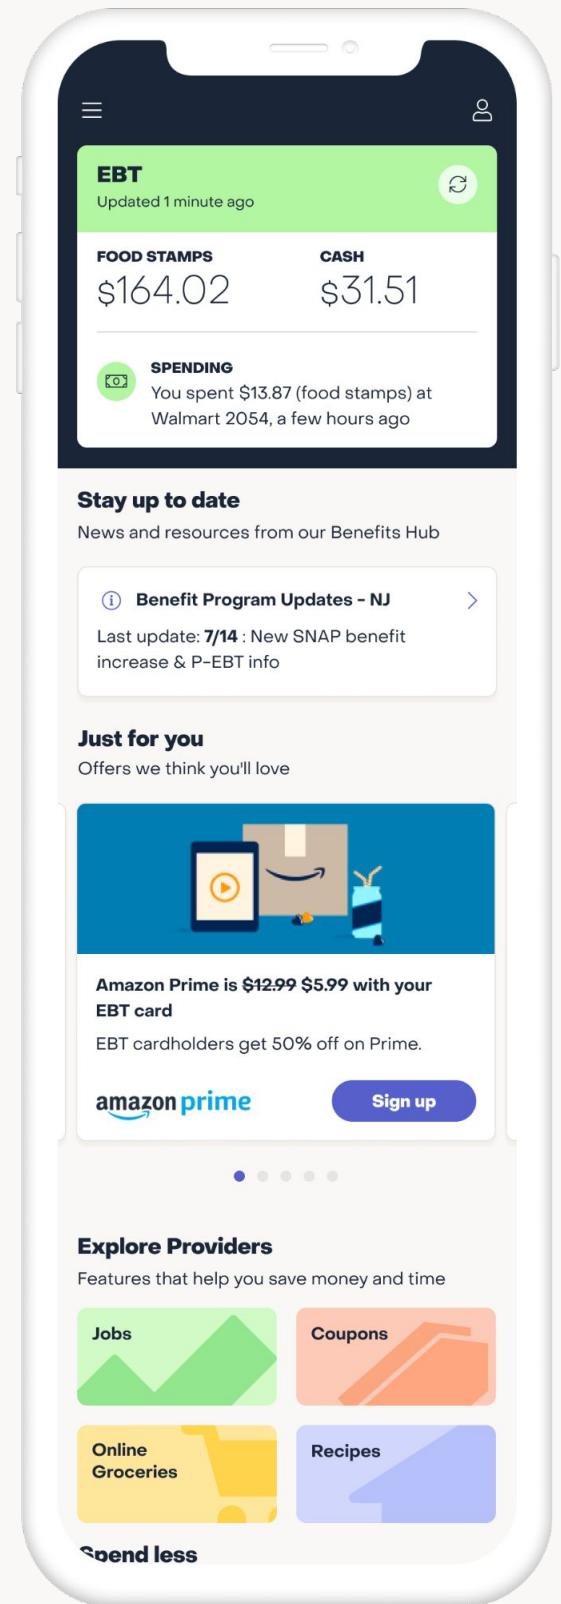 EBT
Updated 1 minute ago
FOOD STAMPS
$164.02
CASH
$31.51
SPENDING
You spent $13.87 (food stamps) at
Walmart 2054, a few hours ago
Stay up to date
News and resources from our Benefits Hub
Benefit Program Updates - NJ
Last update: 7/14 : New SNAP benefit
increase & P-EBT info
Just for you
Offers we think you'll love
Amazon Prime is $12.99 $5.99 with your
EBT card
EBT cardholders get 50% off on Prime.
amazon prime
Sign up
Explore Providers
Features that help you save money and time
Jobs
Coupons
Online
Groceries
Recipes
Spend less